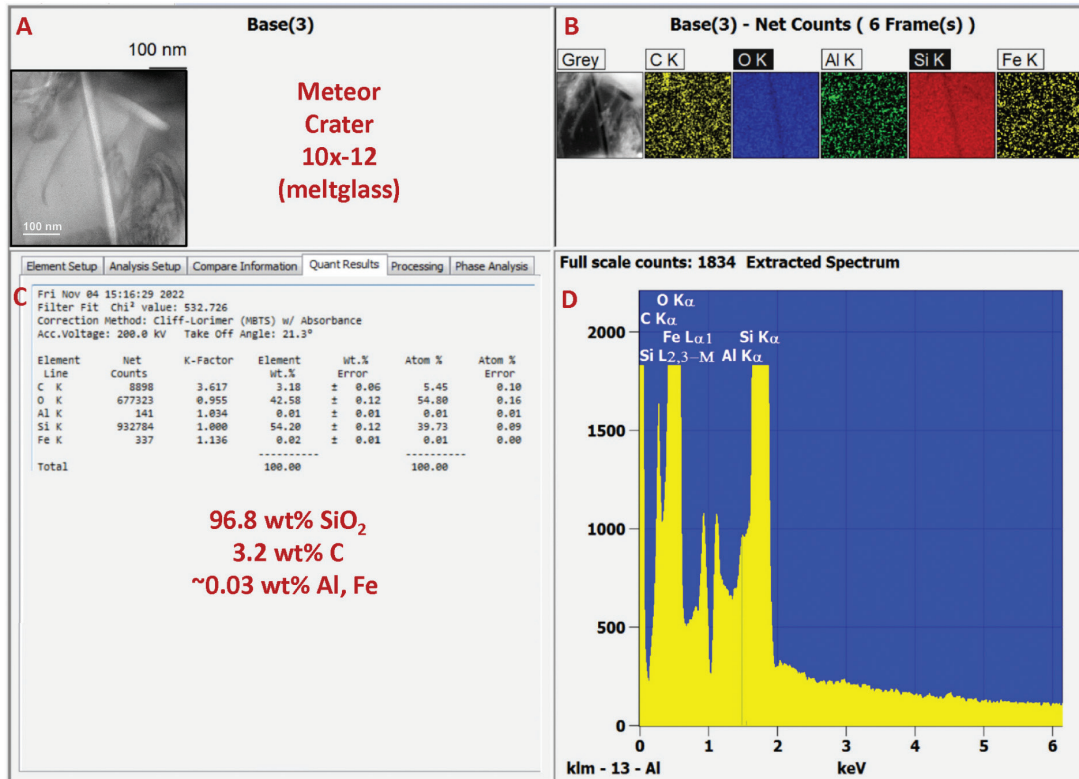 A
Base(3)
100 nm
Meteor
Crater
10x-12
(meltglass)
100 nm
B
Base(3) - Net Counts ( 6 Frame(s) )
Grey C K O K Al K Si K Fe K
Element Setup Analysis Setup Compare Information Quant Results Processing Phase Analysis
C
Fri Nov 04 15:16:29 2022
Filter Fit Chi² value: 532.726
Correction Method: Cliff-Lorimer (MBTS) w/ Absorbance
Acc.Voltage: 200.0 kV Take Off Angle: 21.3°
Element Net K-Factor Element Wt.% Atom % Atom %
Line Counts Wt.% Error Error
C K 8898 3.617 3.18 ± 0.06 5.45 0.10
O K 677323 0.955 42.58 ± 0.12 54.80 0.16
Al K 141 1.034 0.01 ± 0.01 0.01 0.01
Si K 932784 1.000 54.20 ± 0.12 39.73 0.09
Fe K 337 1.136 0.02 ± 0.01 0.01 0.00
---------- ----------
Total 100.00 100.00
96.8 wt% SiO₂
3.2 wt% C
~0.03 wt% Al, Fe
Full scale counts: 1834 Extracted Spectrum
D
O Kα
C Kα
Fe Lα1 Si Kα
Si L2,3–M Al Kα
2000
1500
1000
500
0
0 1 2 3 4 5 6
klm - 13 - Al keV